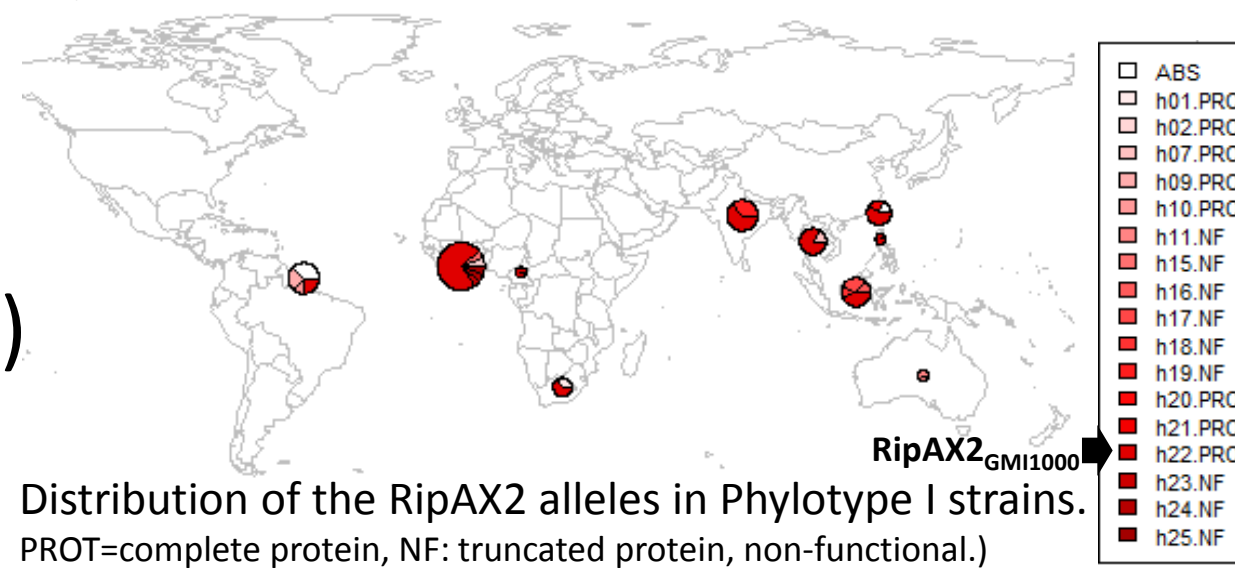 ABS
h01.PRO
h02.PRO
h07.PRO
h09.PRO
h10.PRO
h11.NF
h15.NF
h16.NF
h17.NF
h18.NF
h19.NF
h20.PRO
h21.PRO
h22.PRO
h23.NF
h24.NF
h25.NF
)
RipAX2GMI1000
Distribution of the RipAX2 alleles in Phylotype I strains.
PROT=complete protein, NF: truncated protein, non-functional.)